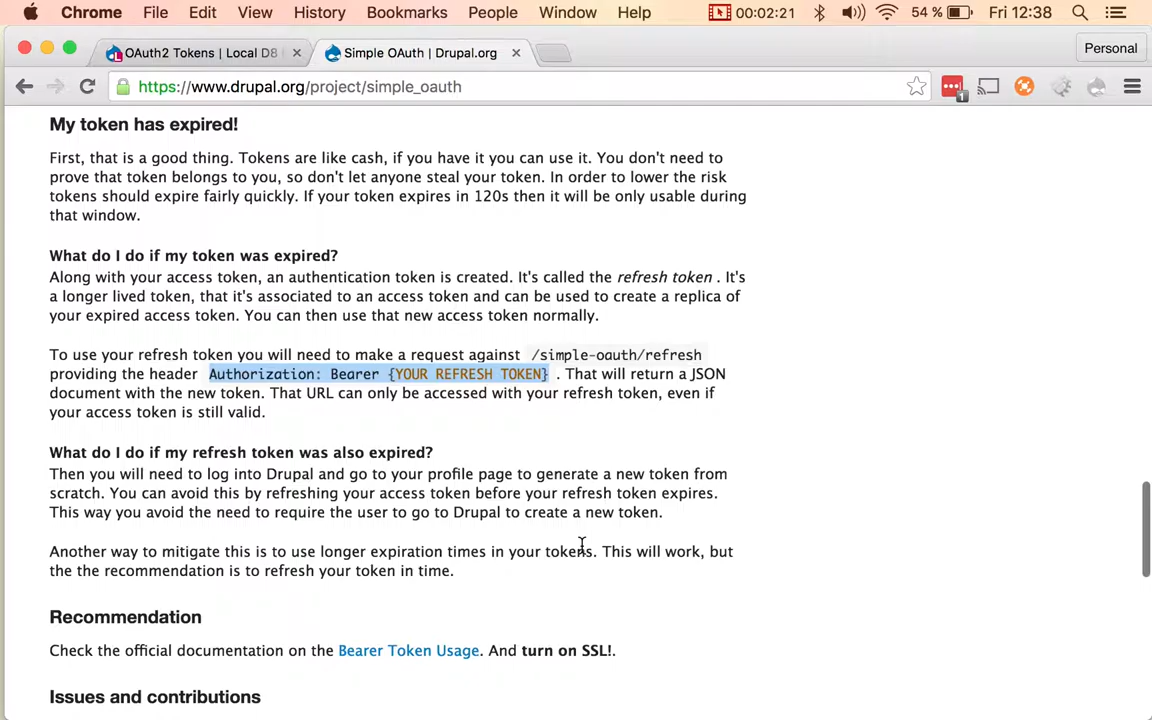 Chrome File Edit View History Bookmarks People Window Help 00:02:21 54 % Fri 12:38
OAuth2 Tokens | Local D8 Simple OAuth | Drupal.org Personal
https://www.drupal.org/project/simple_oauth 1
My token has expired!
First, that is a good thing. Tokens are like cash, if you have it you can use it. You don't need to
prove that token belongs to you, so don't let anyone steal your token. In order to lower the risk
tokens should expire fairly quickly. If your token expires in 120s then it will be only usable during
that window.
What do I do if my token was expired?
Along with your access token, an authentication token is created. It's called the refresh token . It's
a longer lived token, that it's associated to an access token and can be used to create a replica of
your expired access token. You can then use that new access token normally.
To use your refresh token you will need to make a request against /simple-oauth/refresh
providing the header Authorization: Bearer {YOUR REFRESH TOKEN} . That will return a JSON
document with the new token. That URL can only be accessed with your refresh token, even if
your access token is still valid.
What do I do if my refresh token was also expired?
Then you will need to log into Drupal and go to your profile page to generate a new token from
scratch. You can avoid this by refreshing your access token before your refresh token expires.
This way you avoid the need to require the user to go to Drupal to create a new token.
Another way to mitigate this is to use longer expiration times in your tokens. This will work, but
the the recommendation is to refresh your token in time.
Recommendation
Check the official documentation on the Bearer Token Usage. And turn on SSL!.
Issues and contributions